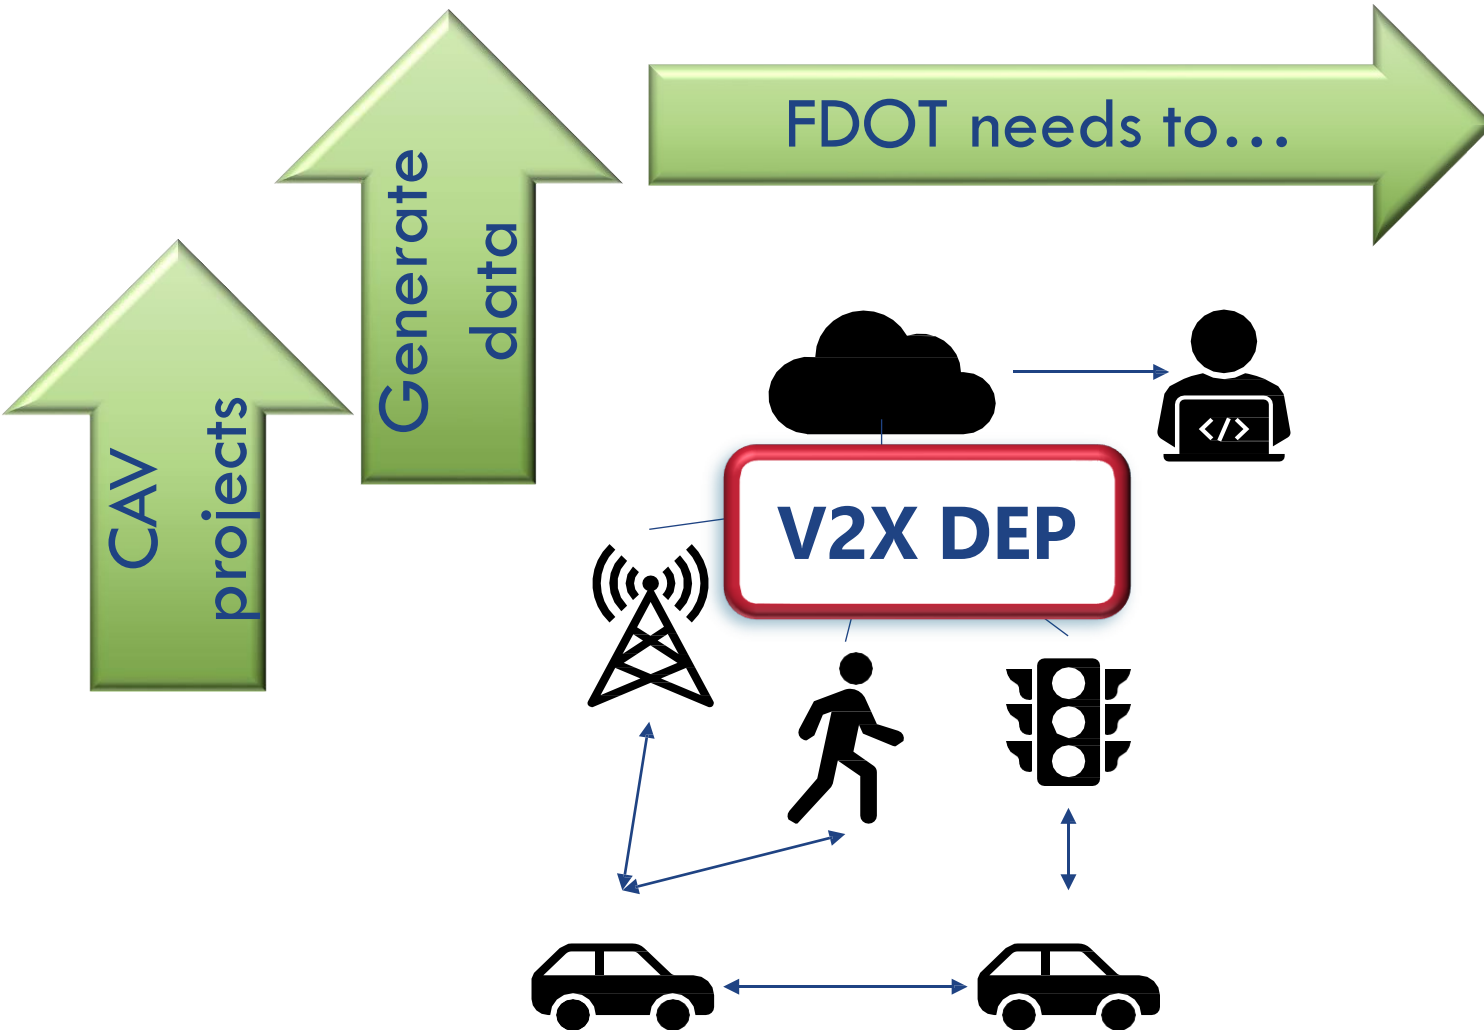 CAV
projects
Generate
data
FDOT needs to...
V2X DEP
</>